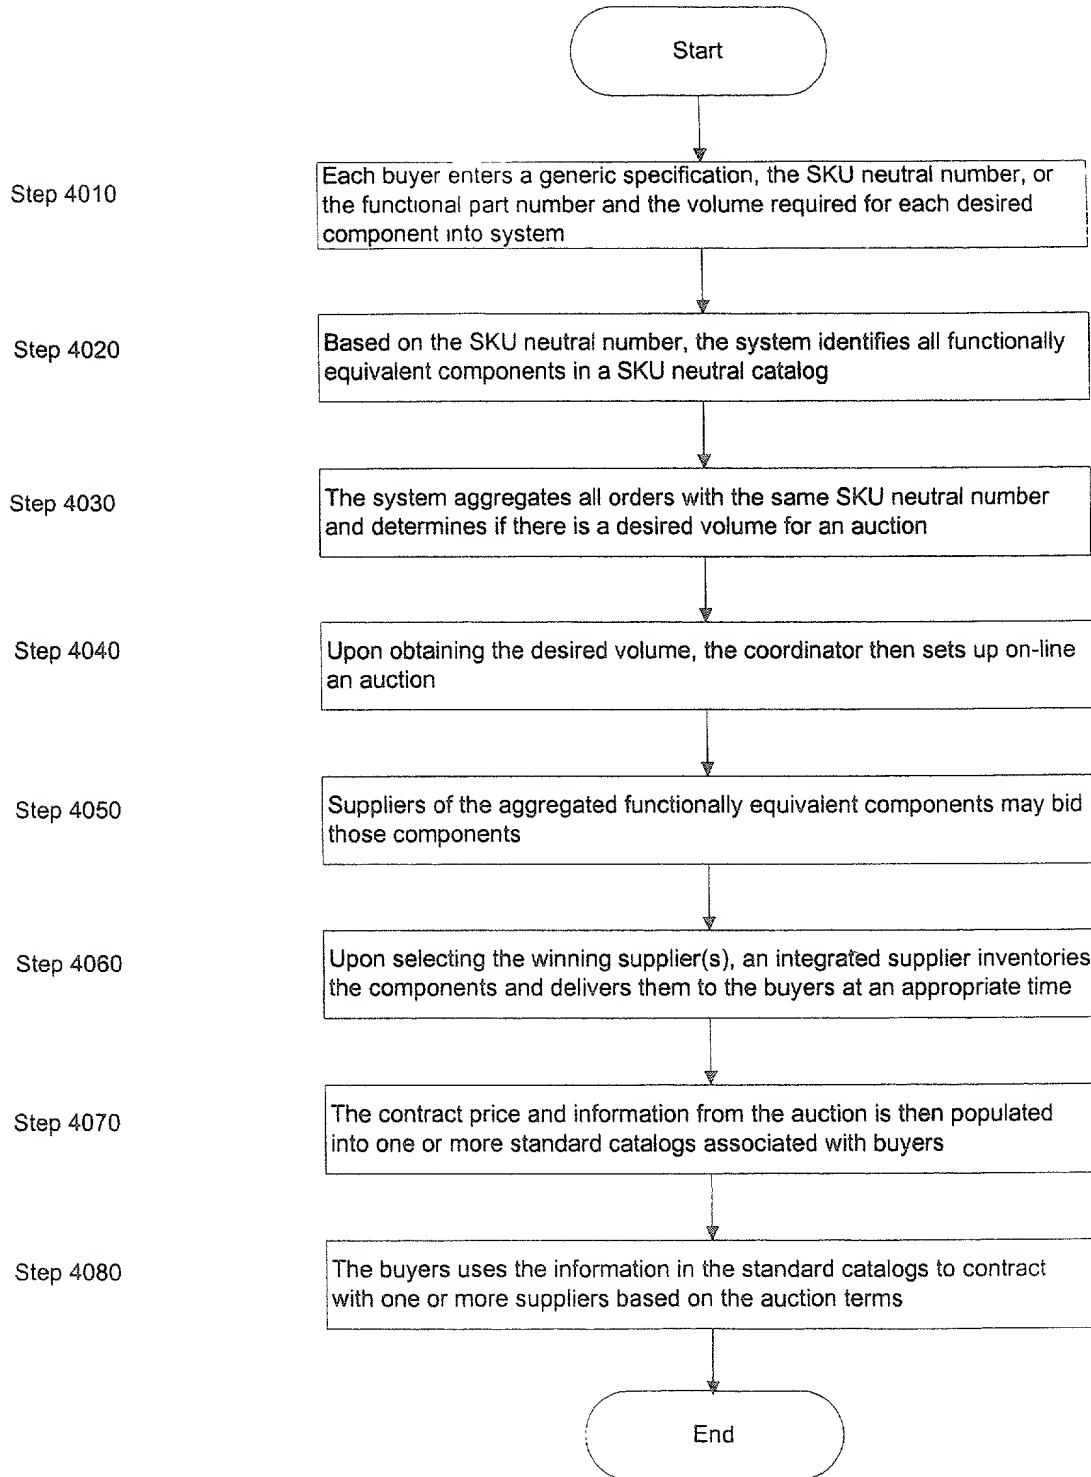 Start
Step 4010
Each buyer enters a generic specification, the SKU neutral number, or
the functional part number and the volume required for each desired
component into system
Step 4020
Based on the SKU neutral number, the system identifies all functionally
equivalent components in a SKU neutral catalog
Step 4030
The system aggregates all orders with the same SKU neutral number
and determines if there is a desired volume for an auction
Step 4040
Upon obtaining the desired volume, the coordinator then sets up on-line
an auction
Step 4050
Suppliers of the aggregated functionally equivalent components may bid
those components
Step 4060
Upon selecting the winning supplier(s), an integrated supplier inventories
the components and delivers them to the buyers at an appropriate time
Step 4070
The contract price and information from the auction is then populated
into one or more standard catalogs associated with buyers
Step 4080
The buyers uses the information in the standard catalogs to contract
with one or more suppliers based on the auction terms
End